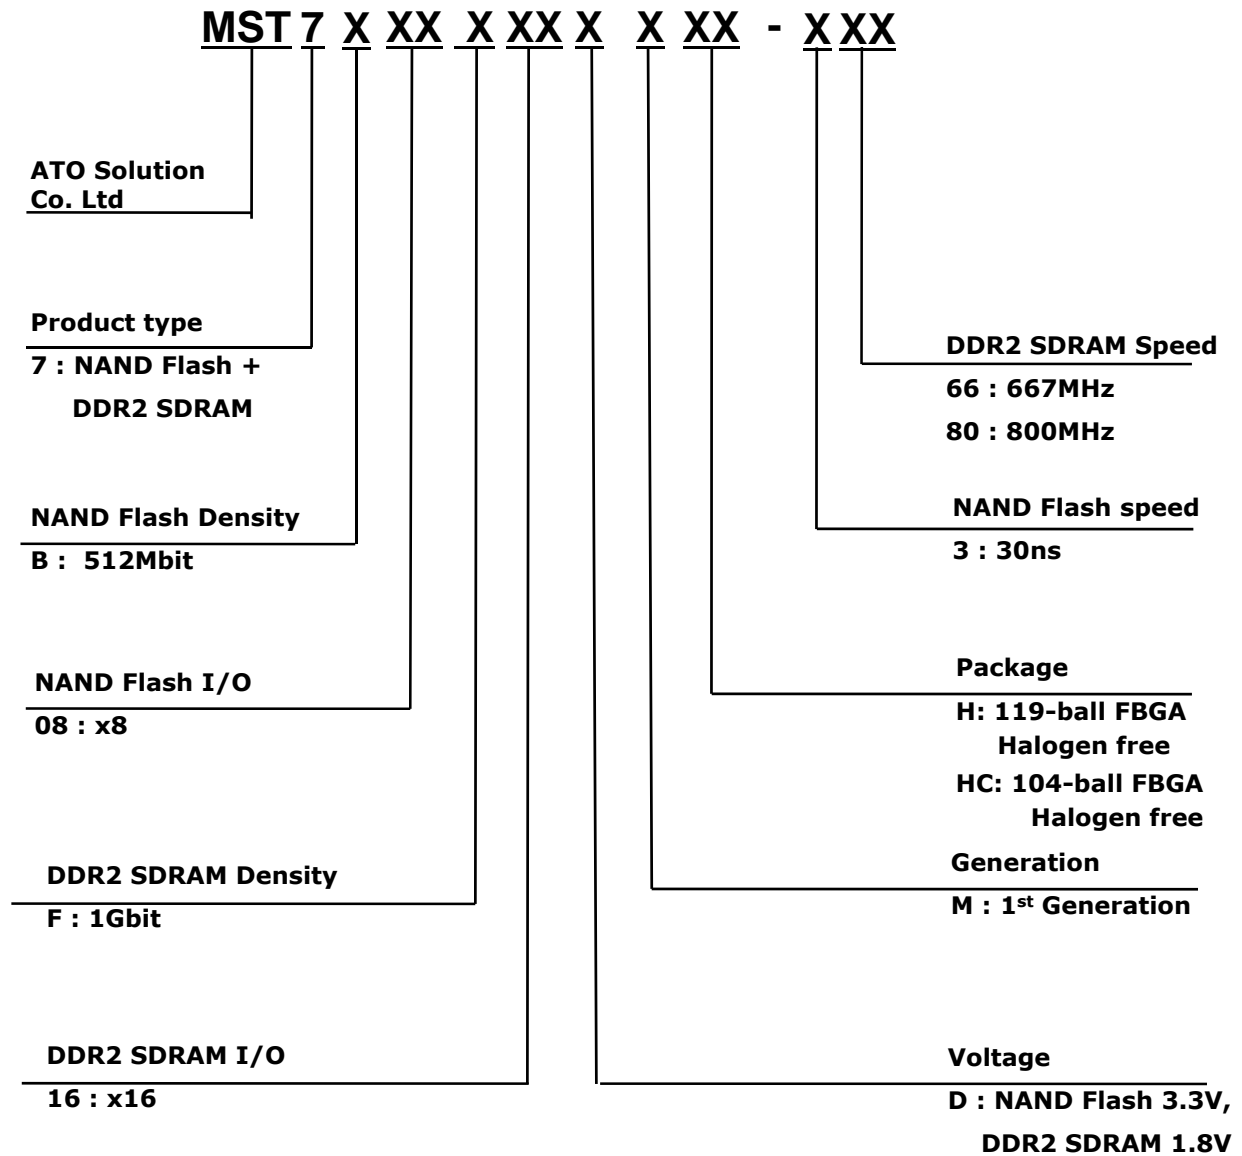 MST 7 X XX X XX X X XX - X XX
ATO Solution
Co. Ltd
Product type
7 : NAND Flash +
DDR2 SDRAM
NAND Flash Density
B : 512Mbit
NAND Flash I/O
08 : x8
DDR2 SDRAM Density
F : 1Gbit
DDR2 SDRAM I/O
16 : x16
DDR2 SDRAM Speed
66 : 667MHz
80 : 800MHz
NAND Flash speed
3 : 30ns
Package
H: 119-ball FBGA
Halogen free
HC: 104-ball FBGA
Halogen free
Generation
M : 1st Generation
Voltage
D : NAND Flash 3.3V,
DDR2 SDRAM 1.8V